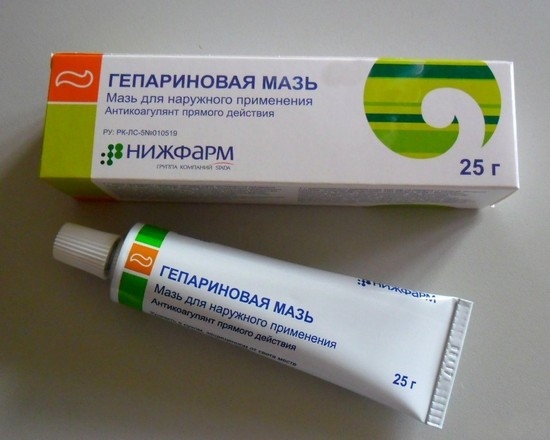 ГЕПАРИНОВАЯ МАЗЬ
Мазь для наружного применения
Антикоагулянт прямого действия
РУ: РК-ЛС-5№010519
НИЖФАРМ
ГРУППА КОМПАНИЙ STADA
25 г
ГЕПАРИНОВАЯ МАЗЬ
Мазь для наружного применения
Антикоагулянт прямого действия
НИЖФАРМ
25 г